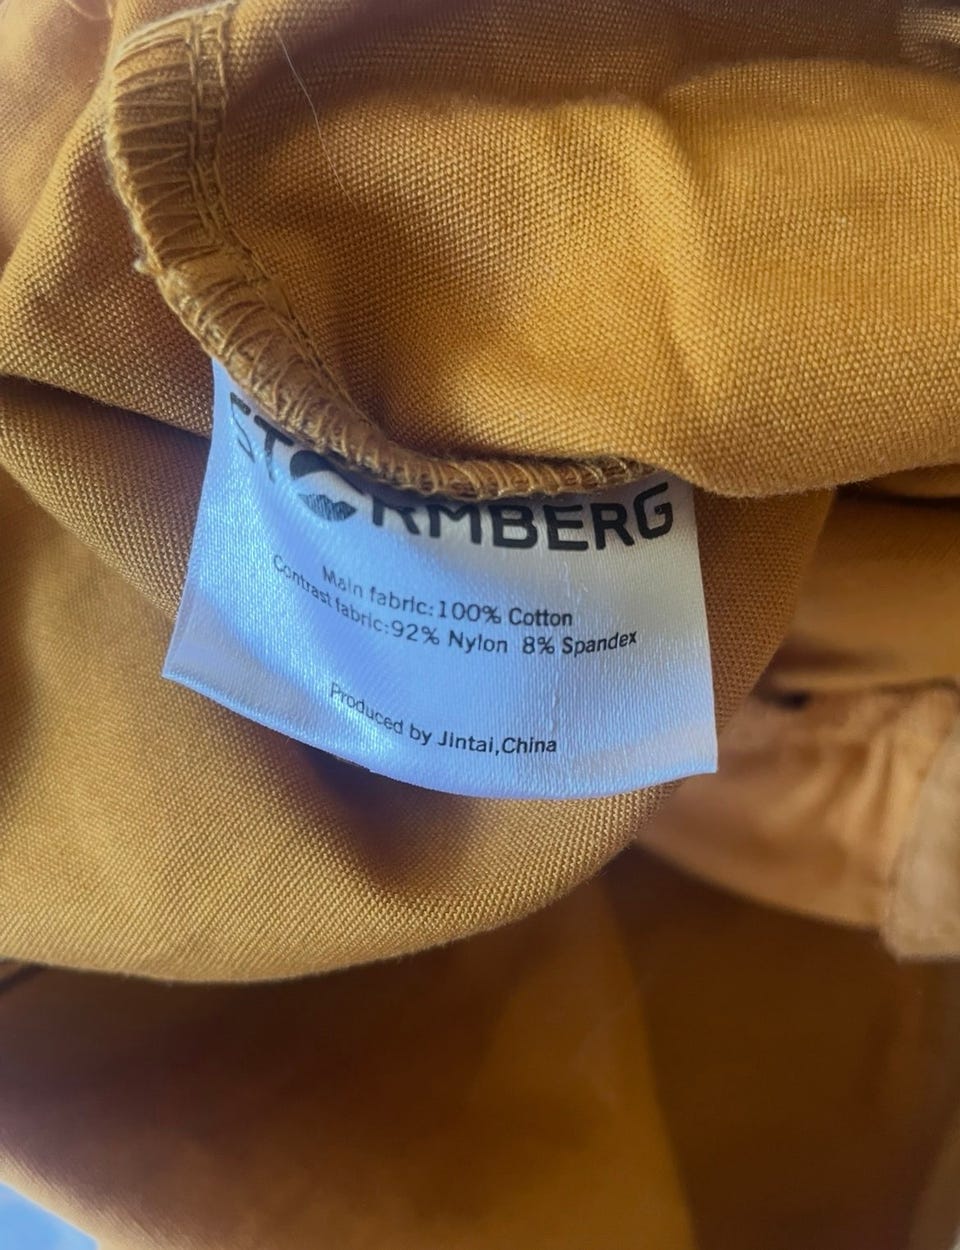 STORMBERG
Main fabric:100% Cotton
Contrast fabric:92% Nylon 8% Spandex
Produced by Jintai,China